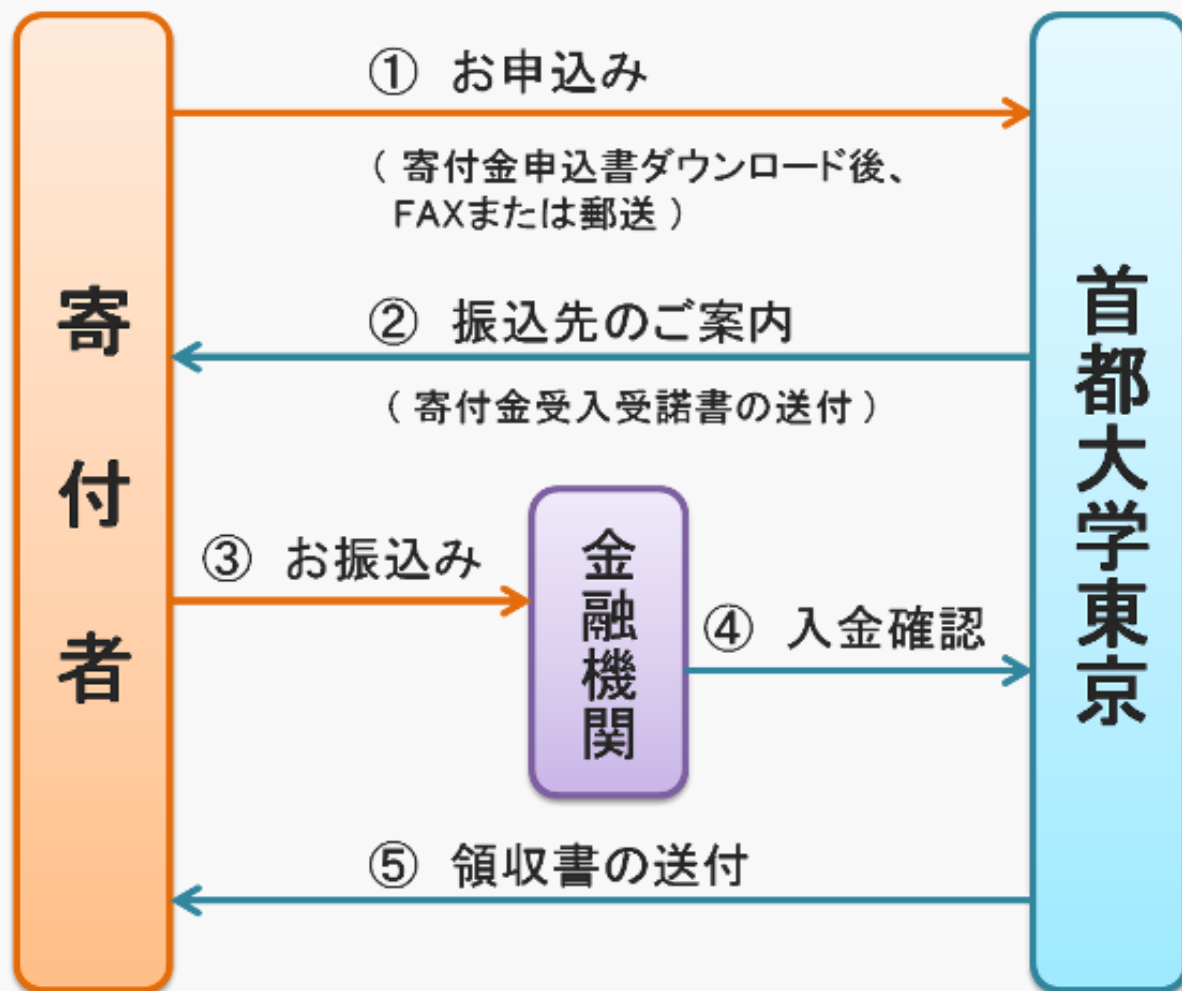 寄付者
① お申込み
( 寄付金申込書ダウンロード後、
FAXまたは郵送 )
② 振込先のご案内
( 寄付金受入受諾書の送付 )
③ お振込み
金融機関
④ 入金確認
⑤ 領収書の送付
首都大学東京